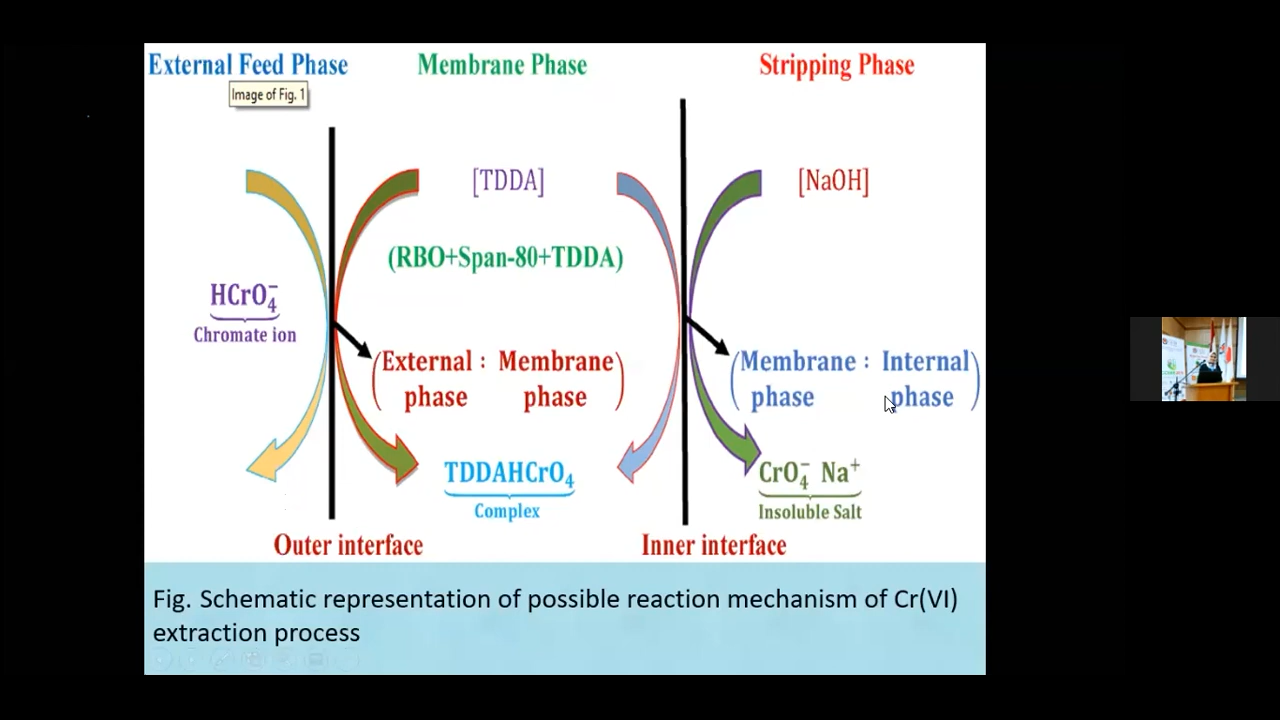 External Feed Phase
Membrane Phase
Stripping Phase
Image of Fig. 1
[TDDA]
[NaOH]
(RBO+Span-80+TDDA)
HCrO₄⁻
Chromate ion
(External : Membrane
phase phase)
(Membrane : Internal
phase phase)
TDDAHCrO₄
Complex
CrO₄⁻ Na⁺
Insoluble Salt
Outer interface
Inner interface
Fig. Schematic representation of possible reaction mechanism of Cr(VI)
extraction process